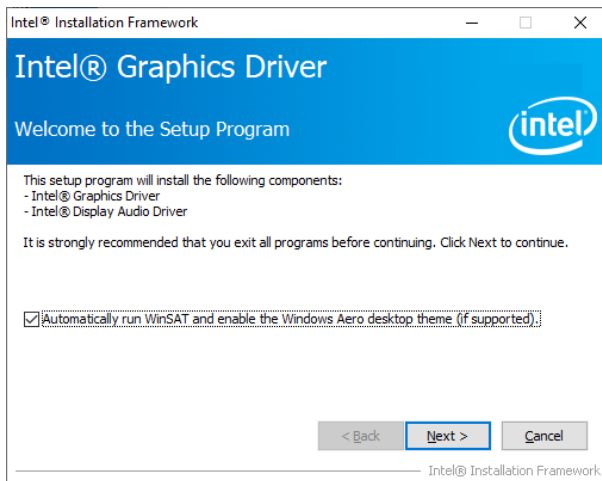 Intel® Installation Framework
Intel® Graphics Driver
Welcome to the Setup Program
intel
This setup program will install the following components:
- Intel® Graphics Driver
- Intel® Display Audio Driver
It is strongly recommended that you exit all programs before continuing. Click Next to continue.
Automatically run WinSAT and enable the Windows Aero desktop theme (if supported).
< Back
Next >
Cancel
Intel® Installation Framework